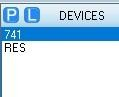 P L DEVICES
741
RES